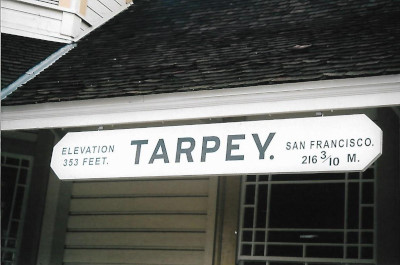 ELEVATION
353 FEET.
TARPEY.
SAN FRANCISCO.
216 3/10 M.